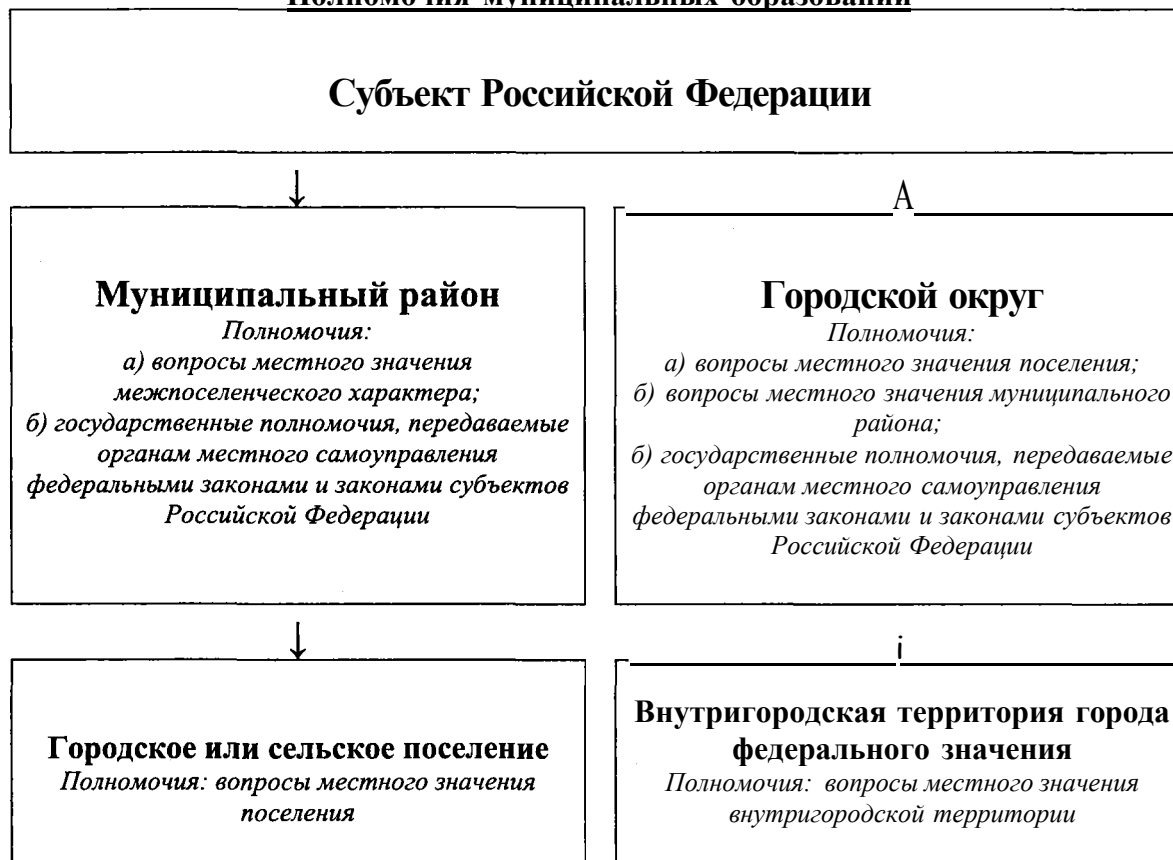 Полномочия муниципальных образований
Субъект Российской Федерации
↓
A
Муниципальный район
Полномочия:
а) вопросы местного значения
межпоселенческого характера;
б) государственные полномочия, передаваемые
органам местного самоуправления
федеральными законами и законами субъектов
Российской Федерации
Городской округ
Полномочия:
а) вопросы местного значения поселения;
б) вопросы местного значения муниципального
района;
б) государственные полномочия, передаваемые
органам местного самоуправления
федеральными законами и законами субъектов
Российской Федерации
↓
i
Городское или сельское поселение
Полномочия: вопросы местного значения
поселения
Внутригородская территория города
федерального значения
Полномочия: вопросы местного значения
внутригородской территории